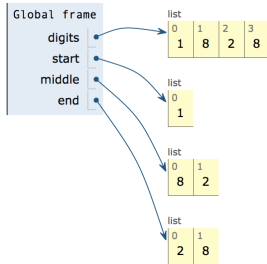 Global frame
digits
start
middle
end
list
0 1 2 3
1 8 2 8
list
0
1
list
0 1
8 2
list
0 1
2 8